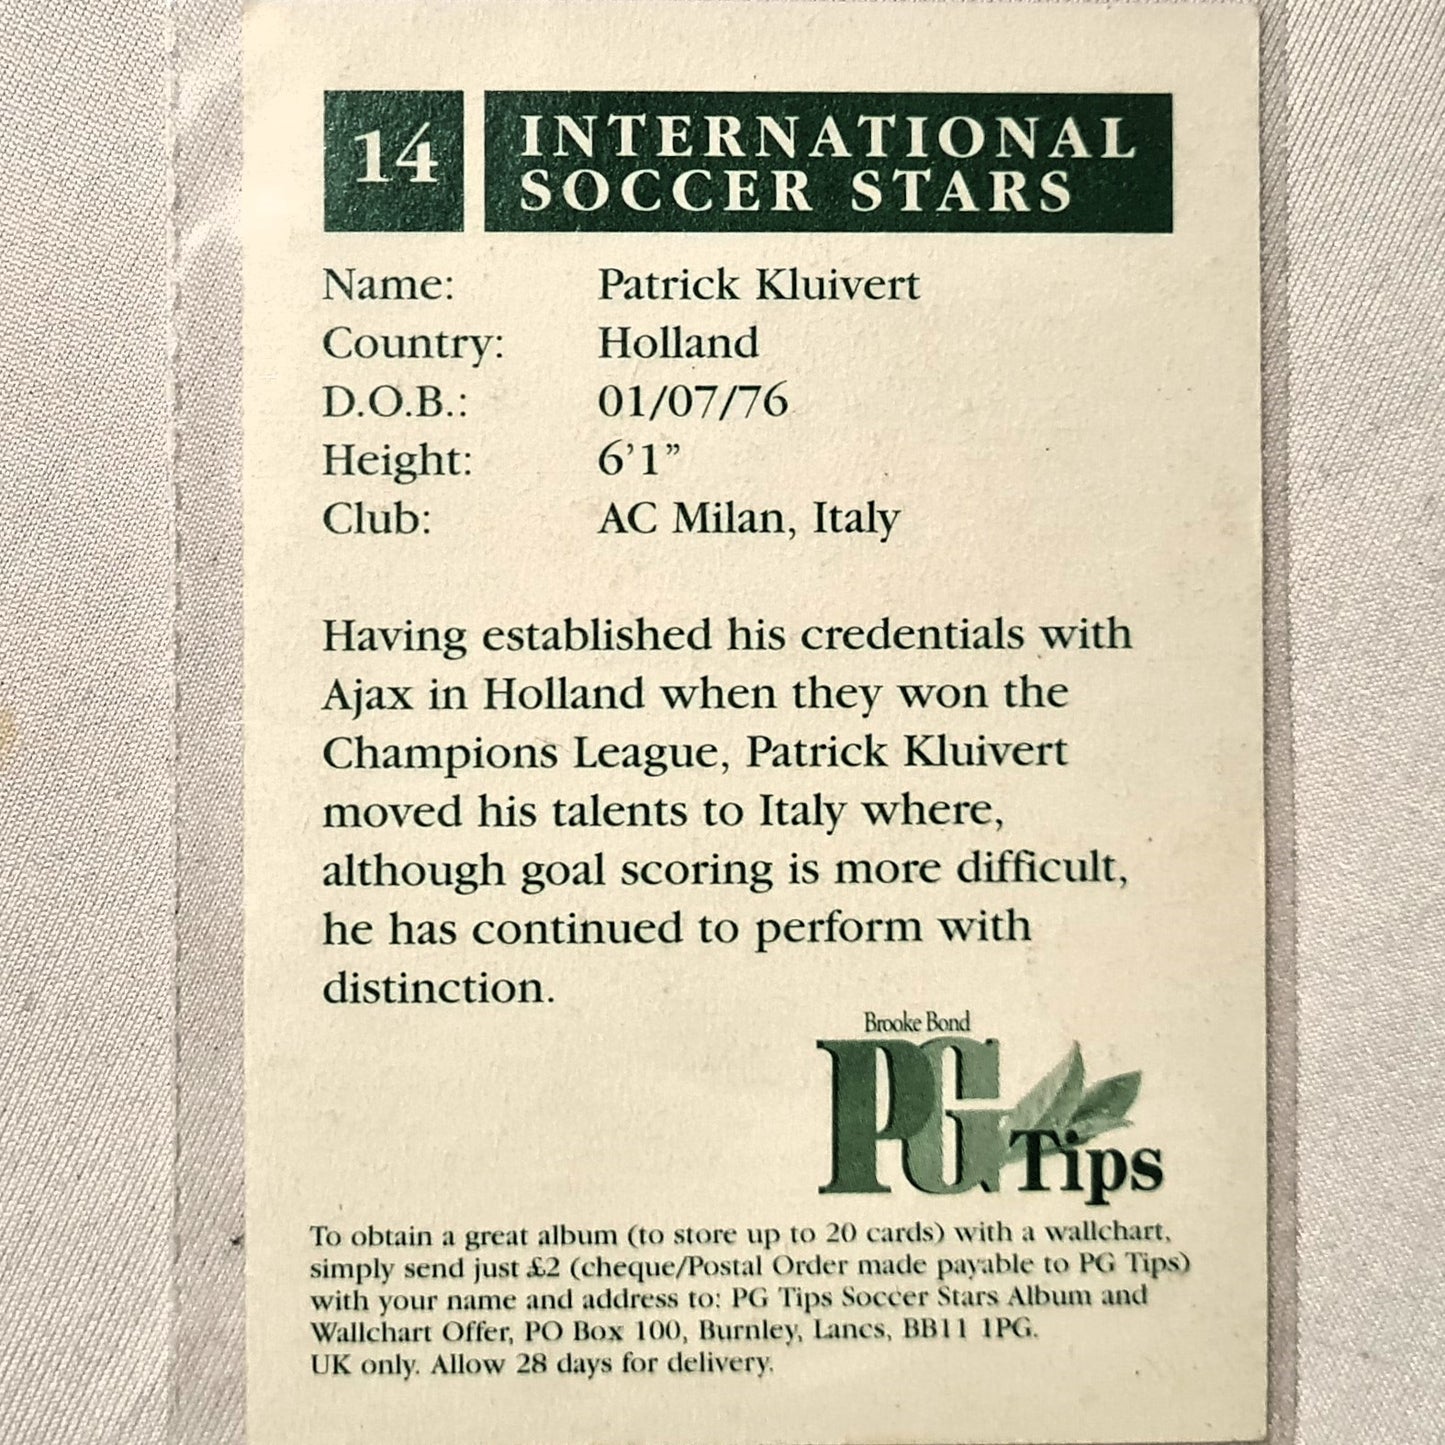 14 INTERNATIONAL
SOCCER STARS
Name: Patrick Kluivert
Country: Holland
D.O.B.: 01/07/76
Height: 6'1”
Club: AC Milan, Italy
Having established his credentials with
Ajax in Holland when they won the
Champions League, Patrick Kluivert
moved his talents to Italy where,
although goal scoring is more difficult,
he has continued to perform with
distinction.
Brooke Bond
PG Tips
To obtain a great album (to store up to 20 cards) with a wallchart,
simply send just £2 (cheque/Postal Order made payable to PG Tips)
with your name and address to: PG Tips Soccer Stars Album and
Wallchart Offer, PO Box 100, Burnley, Lancs, BB11 1PG.
UK only. Allow 28 days for delivery.